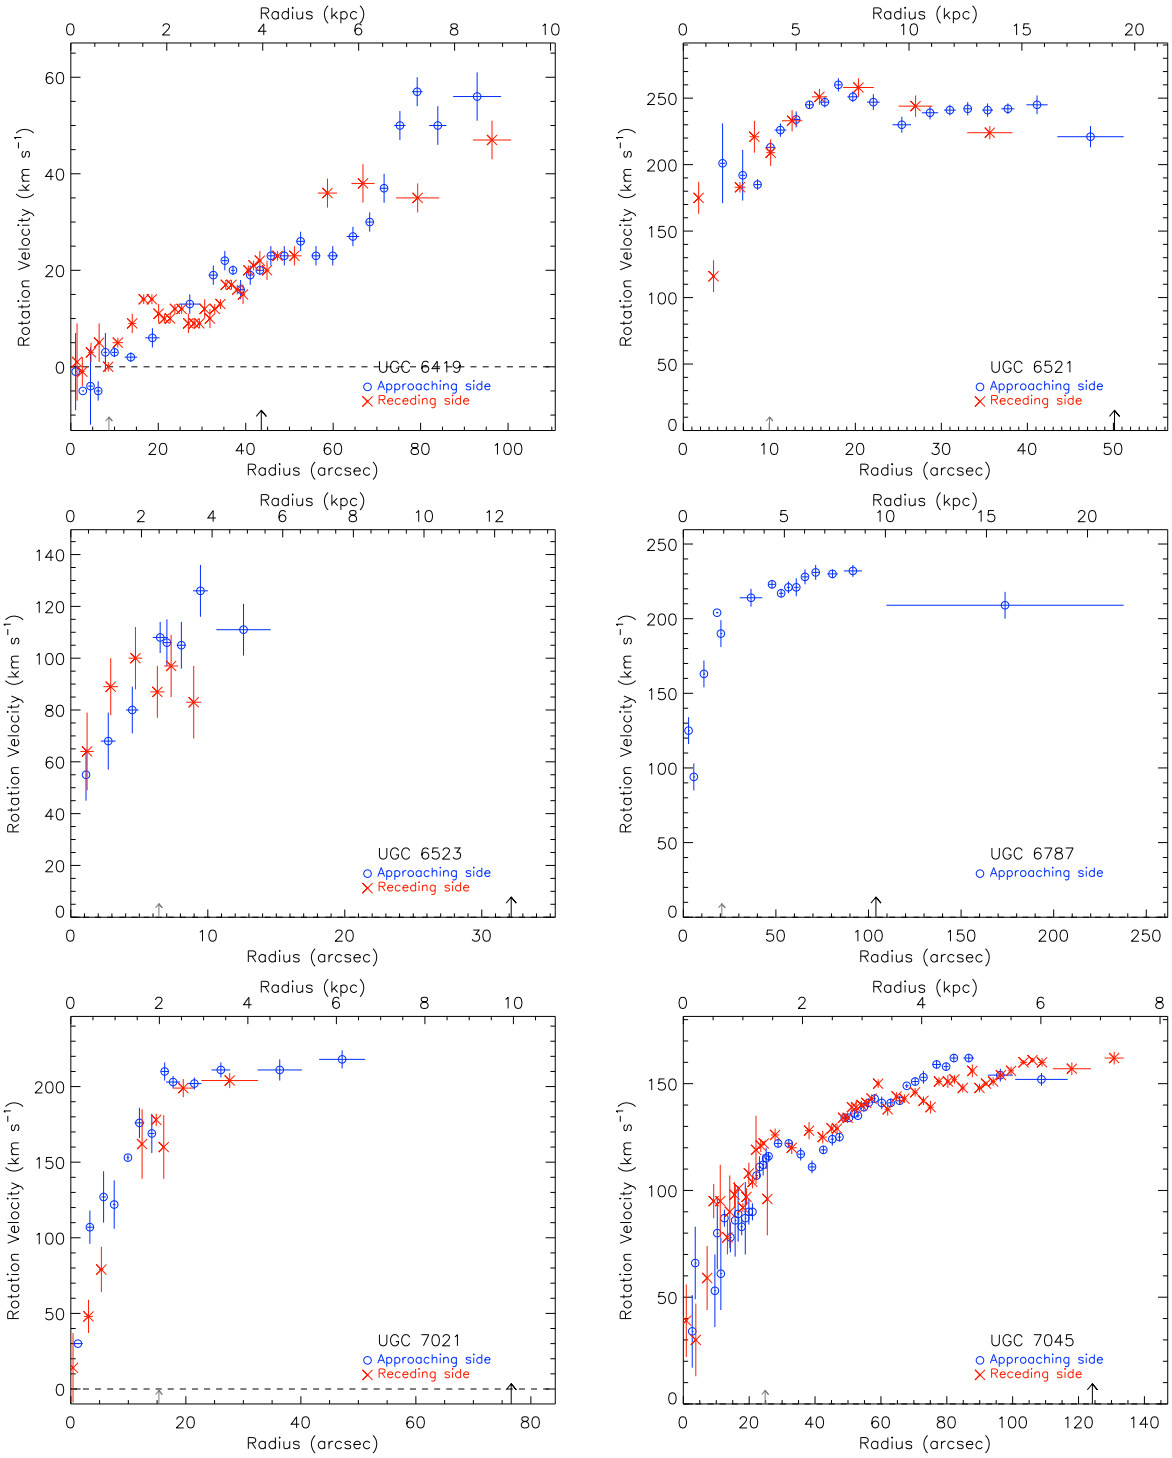 Radius (kpc)
0 2 4 6 8 10
Rotation Velocity (km s⁻¹)
60
40
20
0
UGC 6419
Approaching side
Receding side
0 20 40 60 80 100
Radius (arcsec)
Radius (kpc)
0 5 10 15 20
Rotation Velocity (km s⁻¹)
250
200
150
100
50
0
UGC 6521
Approaching side
Receding side
0 10 20 30 40 50
Radius (arcsec)
Radius (kpc)
0 2 4 6 8 10 12
Rotation Velocity (km s⁻¹)
140
120
100
80
60
40
20
0
UGC 6523
Approaching side
Receding side
0 10 20 30
Radius (arcsec)
Radius (kpc)
0 5 10 15 20
Rotation Velocity (km s⁻¹)
250
200
150
100
50
0
UGC 6787
Approaching side
0 50 100 150 200 250
Radius (arcsec)
Radius (kpc)
0 2 4 6 8 10
Rotation Velocity (km s⁻¹)
200
150
100
50
0
UGC 7021
Approaching side
Receding side
0 20 40 60 80
Radius (arcsec)
Radius (kpc)
0 2 4 6 8
Rotation Velocity (km s⁻¹)
150
100
50
0
UGC 7045
Approaching side
Receding side
0 20 40 60 80 100 120 140
Radius (arcsec)